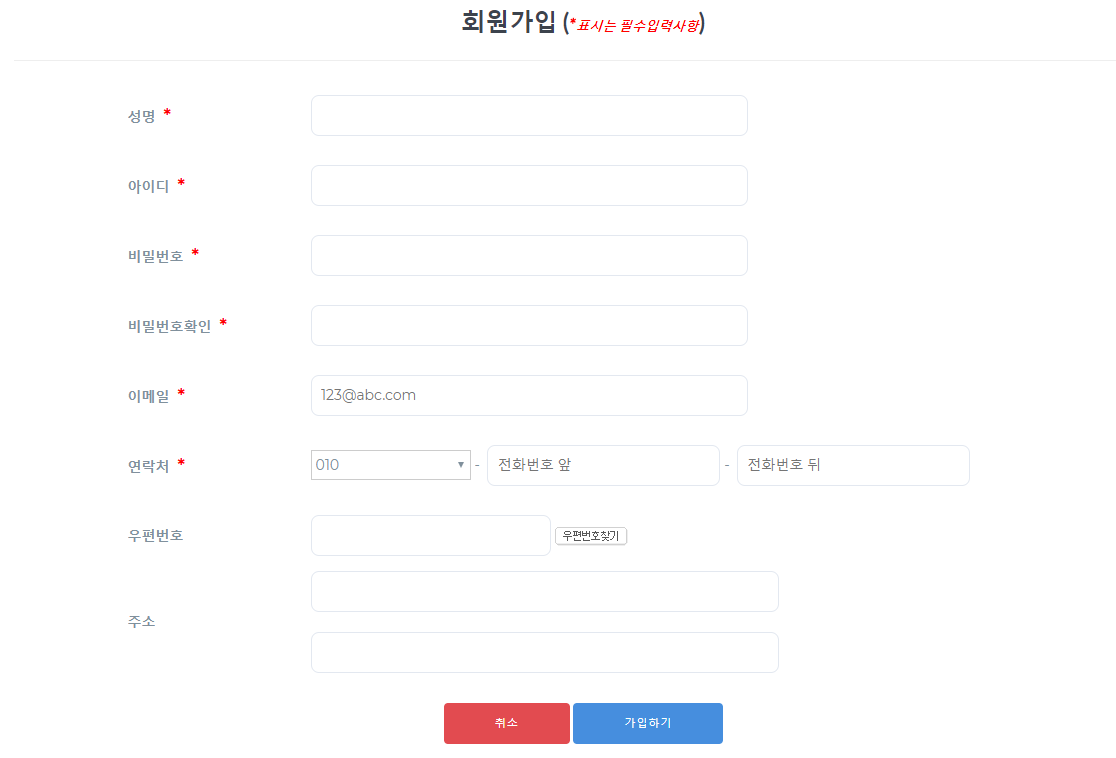 회원가입 (*표시는 필수입력사항)
성명 *
아이디 *
비밀번호 *
비밀번호확인 *
이메일 * 123@abc.com
연락처 * 010 - 전화번호 앞 - 전화번호 뒤
우편번호 우편번호찾기
주소
취소 가입하기